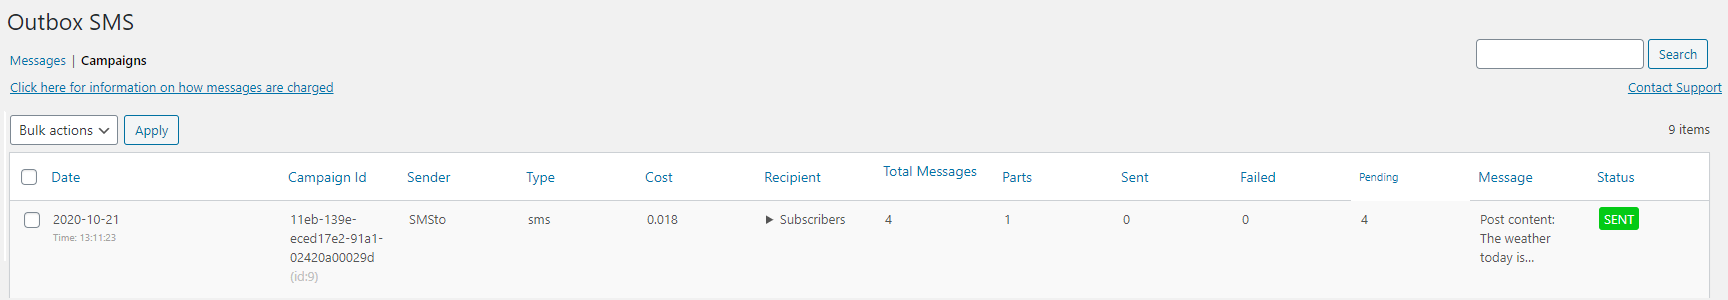 Outbox SMS
Messages | Campaigns
Search
Click here for information on how messages are charged
Contact Support
Bulk actions
Apply
9 items
Date Campaign Id Sender Type Cost Recipient Total Messages Parts Sent Failed Pending Message Status
2020-10-21 11eb-139e- SMSto sms 0.018 ▶ Subscribers 4 1 0 0 4 Post content: SENT
Time: 13:11:23 eced17e2-91a1- The weather
02420a00029d today is...
(id:9)